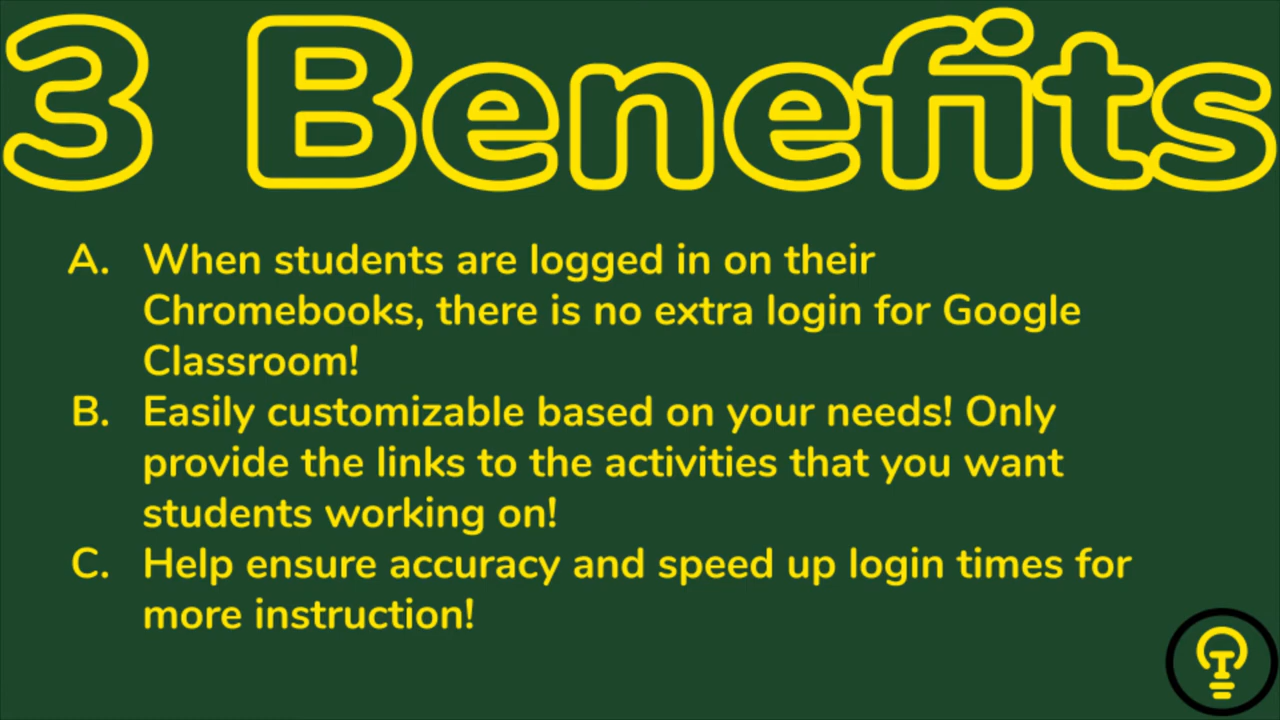 3 Benefits
A. When students are logged in on their
Chromebooks, there is no extra login for Google
Classroom!
B. Easily customizable based on your needs! Only
provide the links to the activities that you want
students working on!
C. Help ensure accuracy and speed up login times for
more instruction!